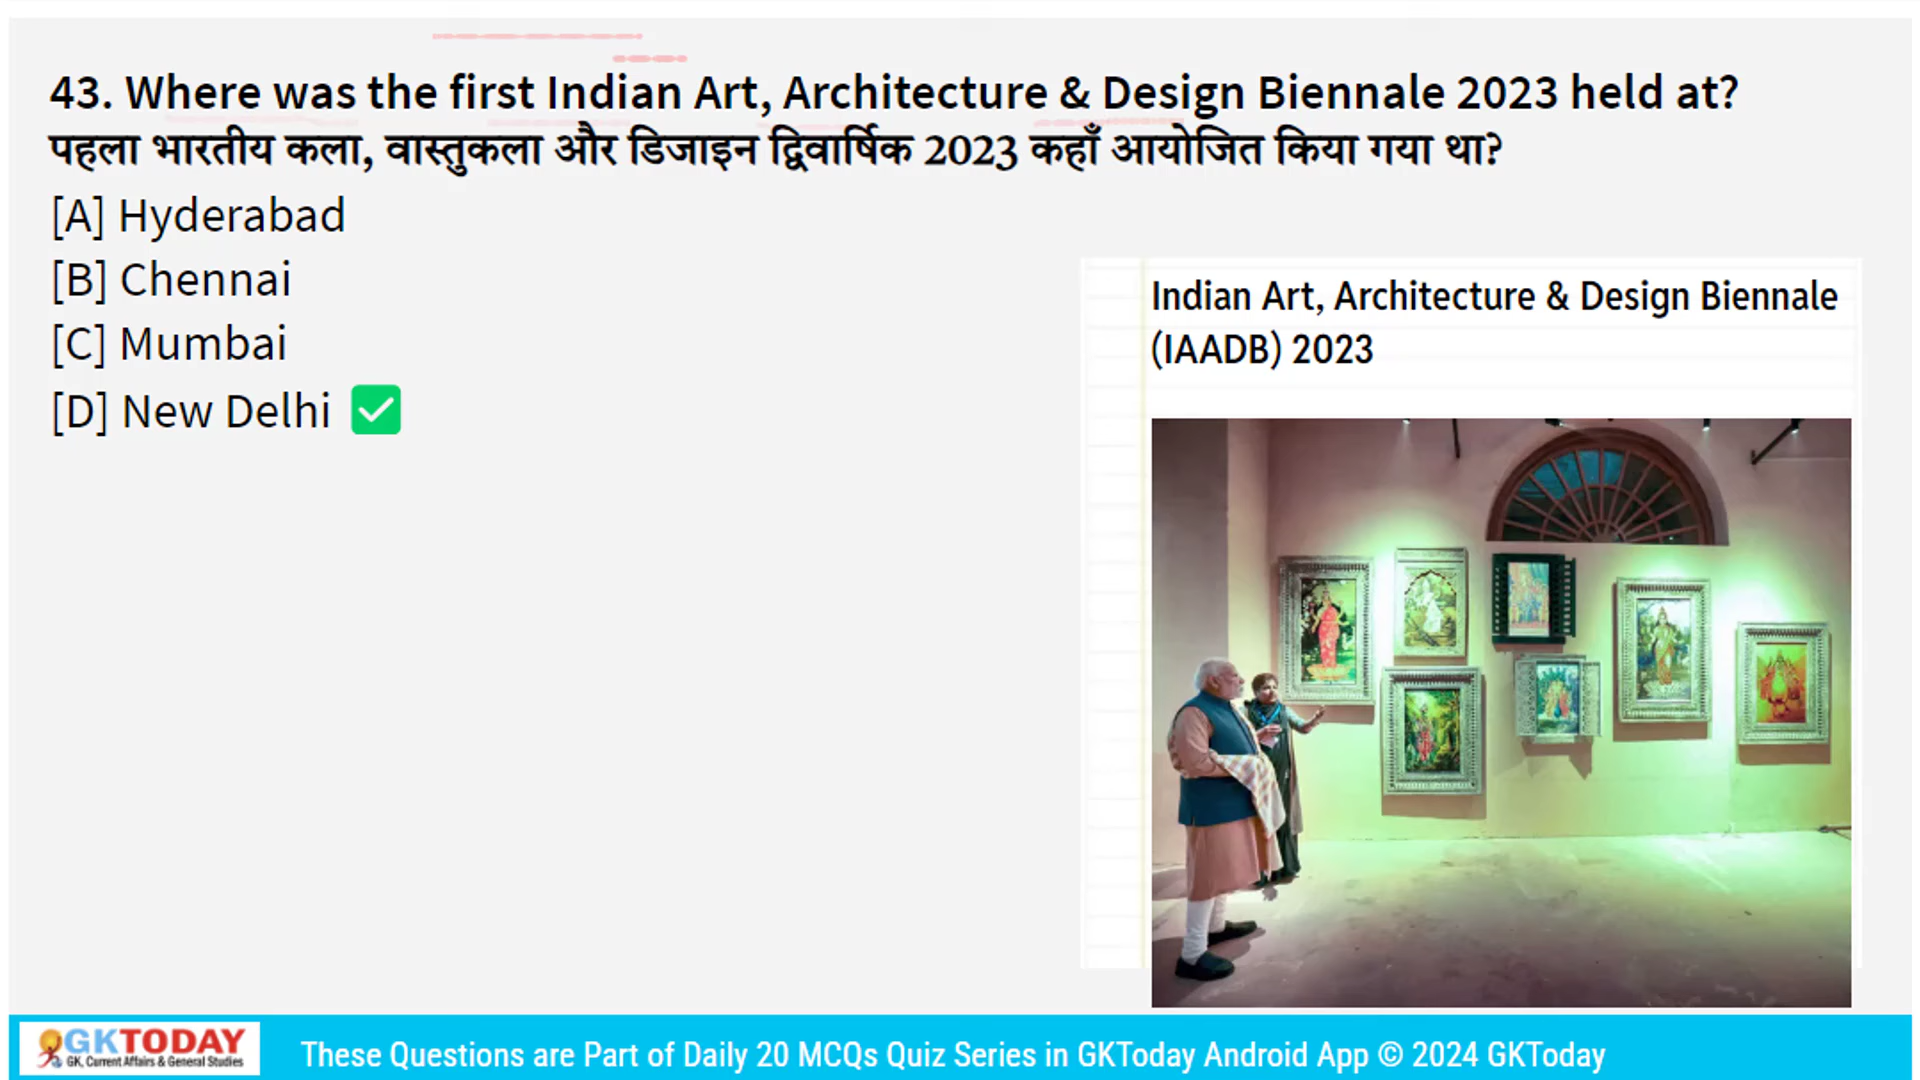 43. Where was the first Indian Art, Architecture & Design Biennale 2023 held at?
पहला भारतीय कला, वास्तुकला और डिजाइन द्विवार्षिक 2023 कहाँ आयोजित किया गया था?
[A] Hyderabad
[B] Chennai
[C] Mumbai
[D] New Delhi
Indian Art, Architecture & Design Biennale
(IAADB) 2023
GKTODAY
GK, Current Affairs & General Studies
These Questions are Part of Daily 20 MCQs Quiz Series in GKToday Android App © 2024 GKToday